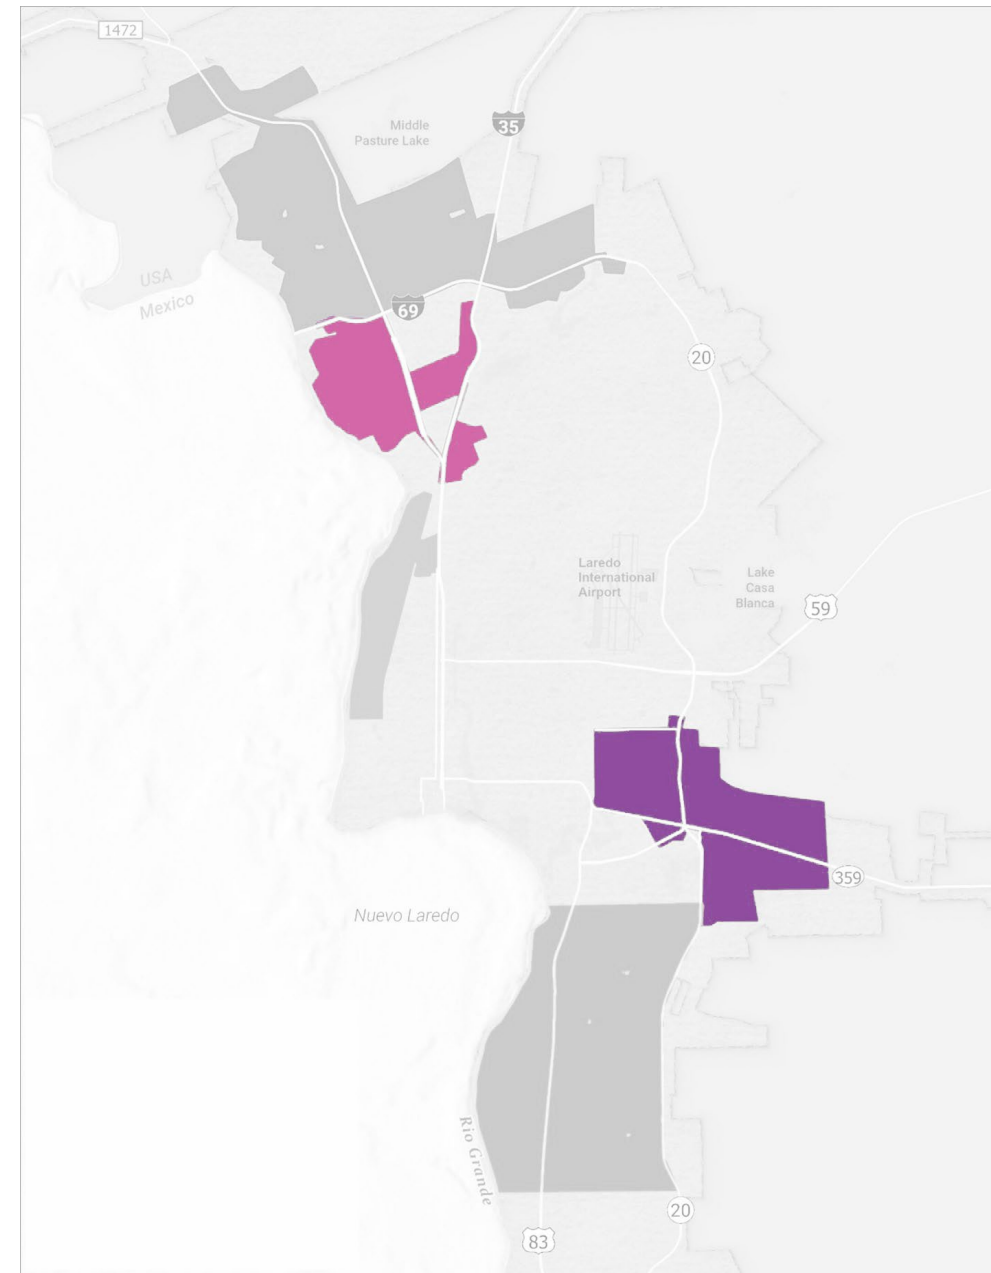 1472
Middle
Pasture Lake
35
USA
Mexico
69
20
Laredo
International
Airport
Lake
Casa
Blanca
59
359
Nuevo Laredo
Rio Grande
20
83